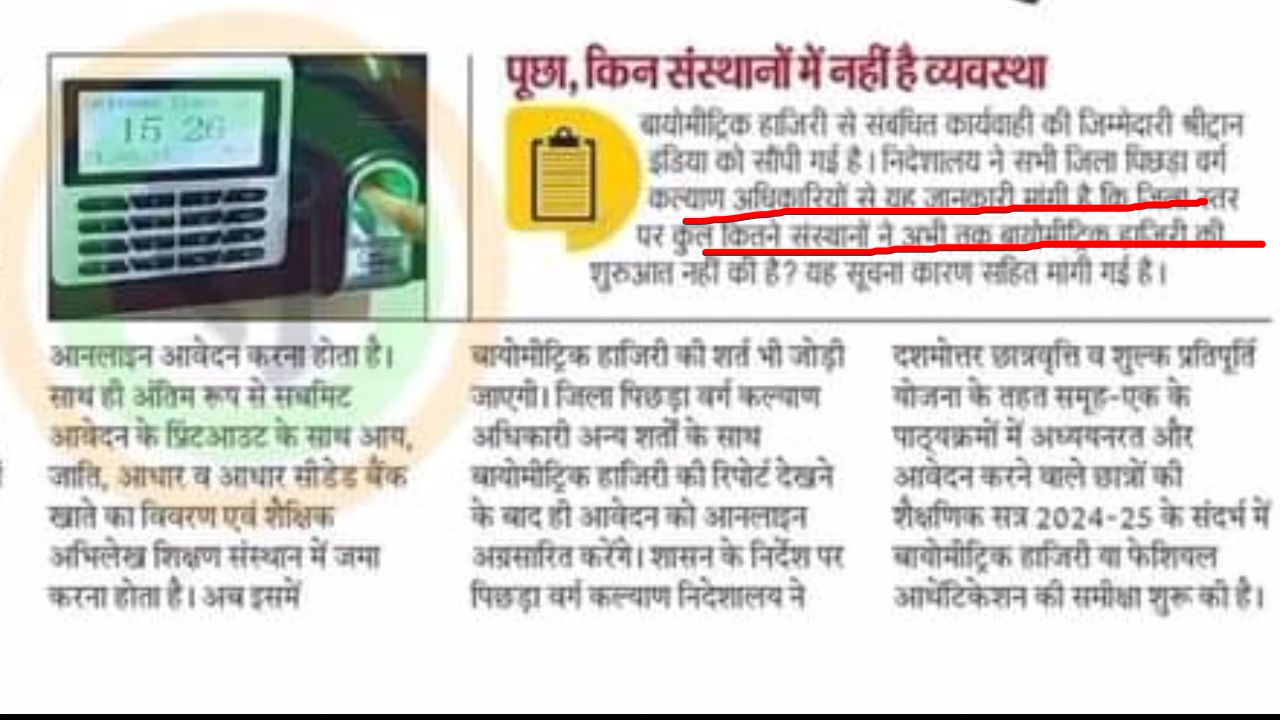 15 26
पूछा, किन संस्थानों में नहीं है व्यवस्था
बायोमीट्रिक हाजिरी से संबंधित कार्यवाही की जिम्मेदारी श्रीट्रान
इंडिया को सौंपी गई है। निदेशालय ने सभी जिला पिछड़ा वर्ग
कल्याण अधिकारियों से यह जानकारी मांगी है कि जिला स्तर
पर कुल कितने संस्थानों ने अभी तक बायोमीट्रिक हाजिरी की
शुरुआत नहीं की है? यह सूचना कारण सहित मांगी गई है।
आनलाइन आवेदन करना होता है।
साथ ही अंतिम रूप से सबमिट
आवेदन के प्रिंटआउट के साथ आय,
जाति, आधार व आधार सीडेड बैंक
खाते का विवरण एवं शैक्षिक
अभिलेख शिक्षण संस्थान में जमा
करना होता है। अब इसमें
बायोमीट्रिक हाजिरी की शर्त भी जोड़ी
जाएगी। जिला पिछड़ा वर्ग कल्याण
अधिकारी अन्य शर्तों के साथ
बायोमीट्रिक हाजिरी की रिपोर्ट देखने
के बाद ही आवेदन को आनलाइन
अग्रसारित करेंगे। शासन के निर्देश पर
पिछड़ा वर्ग कल्याण निदेशालय ने
दशमोत्तर छात्रवृत्ति व शुल्क प्रतिपूर्ति
योजना के तहत समूह-एक के
पाठ्यक्रमों में अध्ययनरत और
आवेदन करने वाले छात्रों की
शैक्षणिक सत्र 2024-25 के संदर्भ में
बायोमीट्रिक हाजिरी या फेशियल
आथेंटिकेशन की समीक्षा शुरू की है।